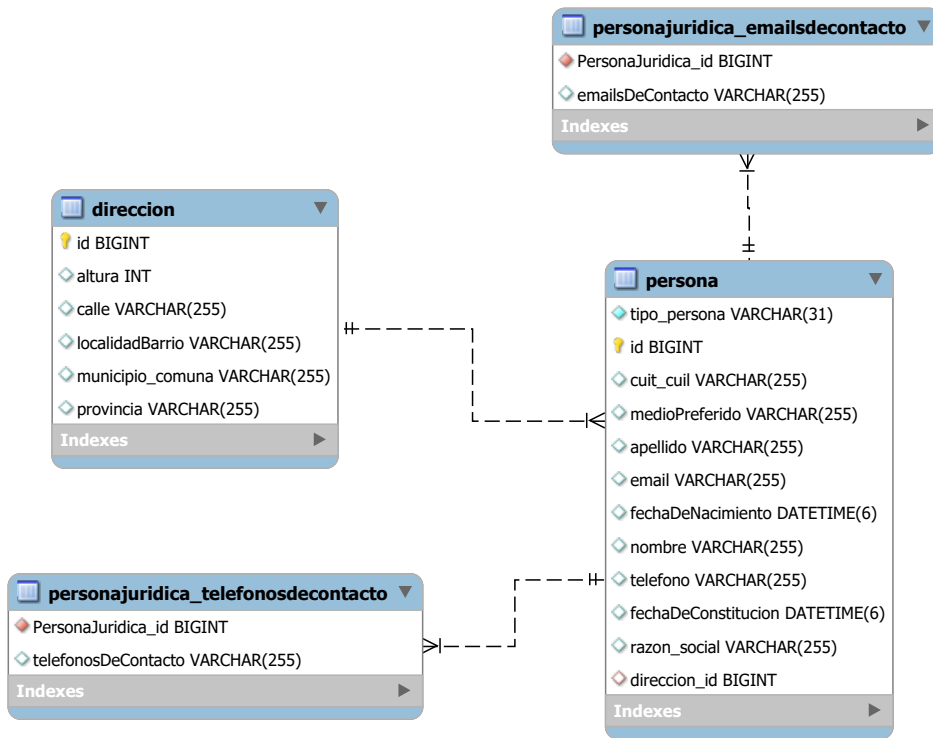 personajuridica_emailsdecontacto
PersonaJuridica_id BIGINT
emailsDeContacto VARCHAR(255)
Indexes
direccion
id BIGINT
altura INT
calle VARCHAR(255)
localidadBarrio VARCHAR(255)
municipio_comuna VARCHAR(255)
provincia VARCHAR(255)
Indexes
persona
tipo_persona VARCHAR(31)
id BIGINT
cuit_cuil VARCHAR(255)
medioPreferido VARCHAR(255)
apellido VARCHAR(255)
email VARCHAR(255)
fechaDeNacimiento DATETIME(6)
nombre VARCHAR(255)
telefono VARCHAR(255)
fechaDeConstitucion DATETIME(6)
razon_social VARCHAR(255)
direccion_id BIGINT
Indexes
personajuridica_telefonosdecontacto
PersonaJuridica_id BIGINT
telefonosDeContacto VARCHAR(255)
Indexes